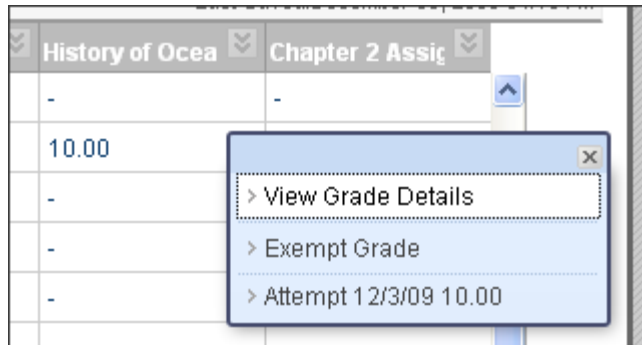 History of Ocea
Chapter 2 Assig
-
-
10.00
-
-
-
View Grade Details
Exempt Grade
Attempt 12/3/09 10.00